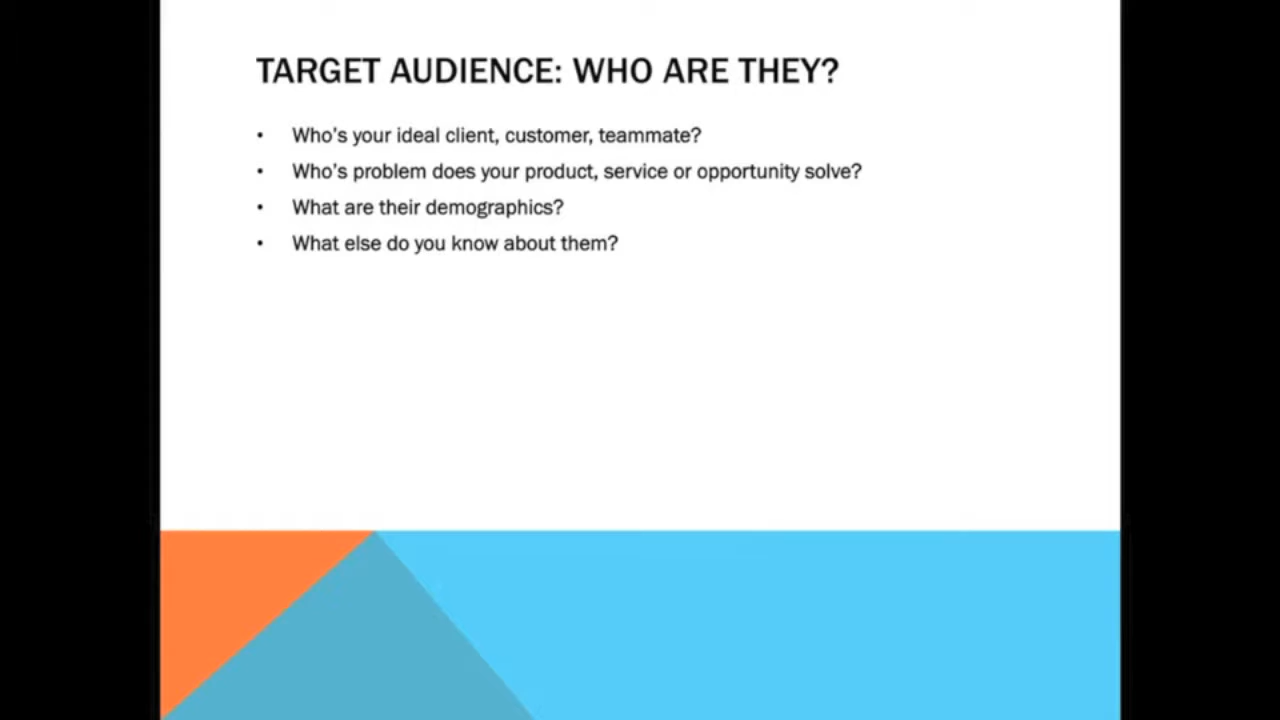 TARGET AUDIENCE: WHO ARE THEY?
• Who's your ideal client, customer, teammate?
• Who's problem does your product, service or opportunity solve?
• What are their demographics?
• What else do you know about them?